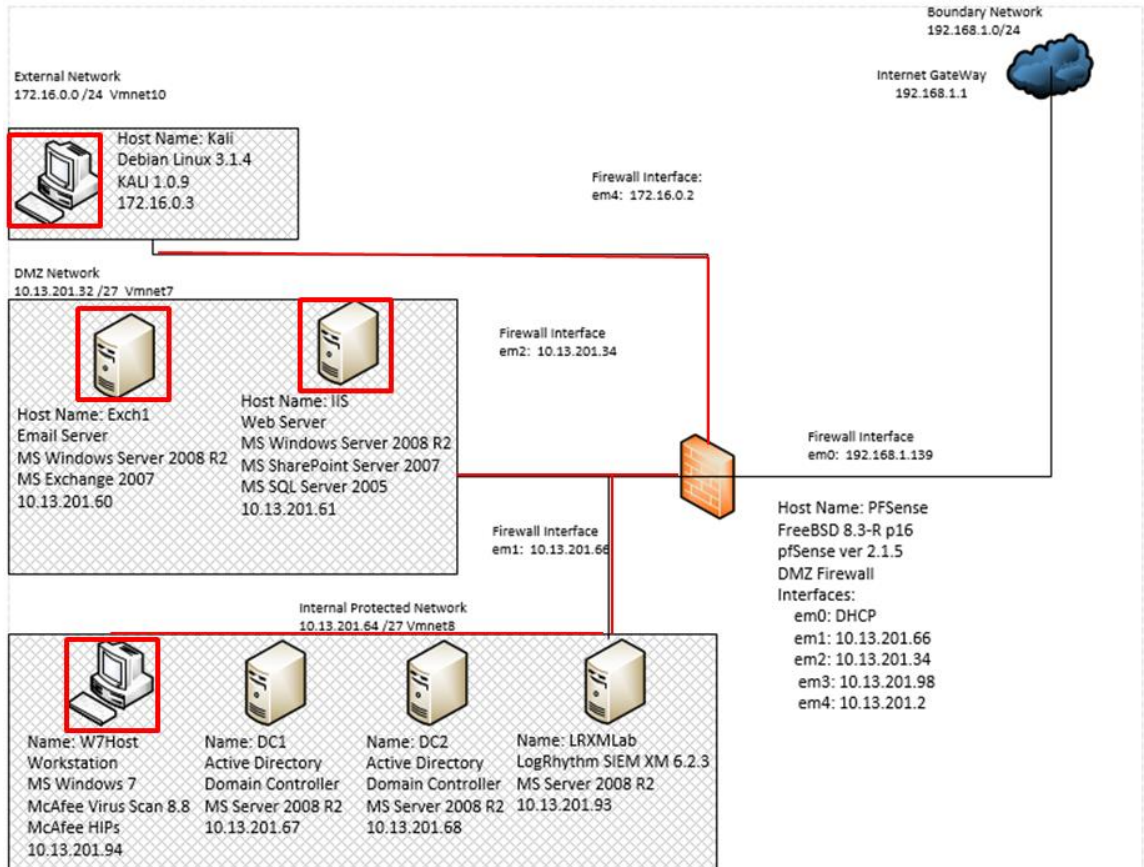 Boundary Network
192.168.1.0/24
Internet GateWay
192.168.1.1
External Network
172.16.0.0 /24 Vmnet10
Host Name: Kali
Debian Linux 3.1.4
KALI 1.0.9
172.16.0.3
Firewall Interface:
em4: 172.16.0.2
DMZ Network
10.13.201.32 /27 Vmnet7
Firewall Interface
em2: 10.13.201.34
Host Name: Exch1
Email Server
MS Windows Server 2008 R2
MS Exchange 2007
10.13.201.60
Host Name: IIS
Web Server
MS Windows Server 2008 R2
MS SharePoint Server 2007
MS SQL Server 2005
10.13.201.61
Firewall Interface
em0: 192.168.1.139
Firewall Interface
em1: 10.13.201.66
Host Name: PFSense
FreeBSD 8.3-R p16
pfSense ver 2.1.5
DMZ Firewall
Interfaces:
em0: DHCP
em1: 10.13.201.66
em2: 10.13.201.34
em3: 10.13.201.98
em4: 10.13.201.2
Internal Protected Network
10.13.201.64 /27 Vmnet8
Name: W7Host
Workstation
MS Windows 7
McAfee Virus Scan 8.8
McAfee HIPs
10.13.201.94
Name: DC1
Active Directory
Domain Controller
MS Server 2008 R2
10.13.201.67
Name: DC2
Active Directory
Domain Controller
MS Server 2008 R2
10.13.201.68
Name: LRXMLab
LogRhythm SIEM XM 6.2.3
MS Server 2008 R2
10.13.201.93